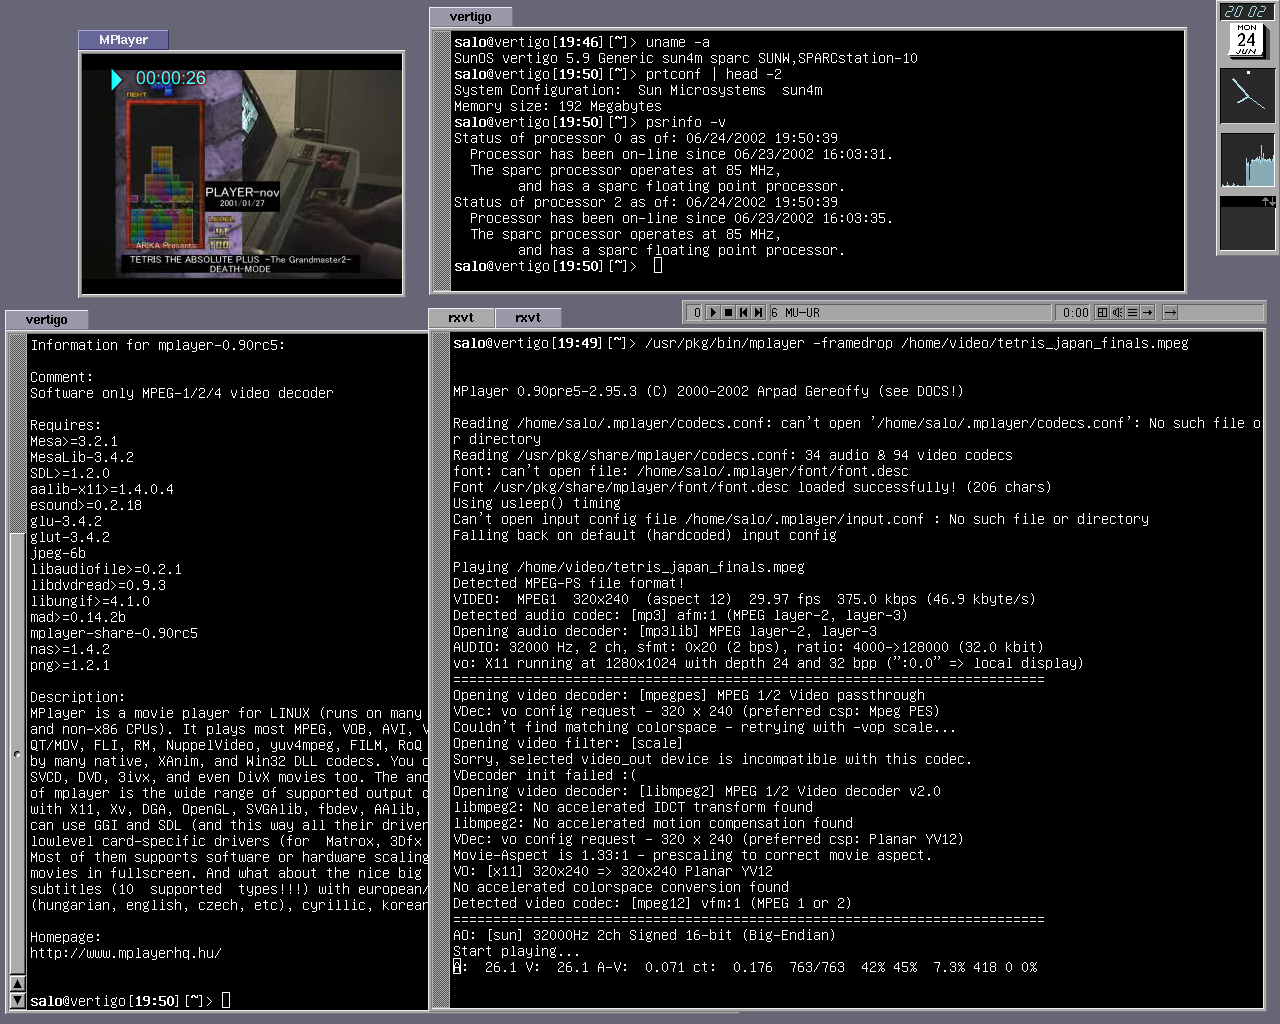 MPlayer
00:00:26
NEXT
PLAYER-nov
2001/01/27
LEVEL
100
ARIKA Presents
TETRIS THE ABSOLUTE PLUS -The Grandmaster2-
DEATH-MODE
vertigo
salo@vertigo[19:46][~]> uname -a
SunOS vertigo 5.9 Generic sun4m sparc SUNW,SPARCstation-10
salo@vertigo[19:50][~]> prtconf | head -2
System Configuration:  Sun Microsystems  sun4m
Memory size: 192 Megabytes
salo@vertigo[19:50][~]> psrinfo -v
Status of processor 0 as of: 06/24/2002 19:50:39
  Processor has been on-line since 06/23/2002 16:03:31.
  The sparc processor operates at 85 MHz,
        and has a sparc floating point processor.
Status of processor 2 as of: 06/24/2002 19:50:39
  Processor has been on-line since 06/23/2002 16:03:35.
  The sparc processor operates at 85 MHz,
        and has a sparc floating point processor.
salo@vertigo[19:50][~]>
20 02
MON
24
JUN
0
6 MU-UR
0:00
vertigo
Information for mplayer-0.90rc5:
Comment:
Software only MPEG-1/2/4 video decoder
Requires:
Mesa>=3.2.1
MesaLib-3.4.2
SDL>=1.2.0
aalib-x11>=1.4.0.4
esound>=0.2.18
glu-3.4.2
glut-3.4.2
jpeg-6b
libaudiofile>=0.2.1
libdvdread>=0.9.3
libungif>=4.1.0
mad>=0.14.2b
mplayer-share-0.90rc5
nas>=1.4.2
png>=1.2.1
Description:
MPlayer is a movie player for LINUX (runs on many
and non-x86 CPUs). It plays most MPEG, VOB, AVI, V
QT/MOV, FLI, RM, NuppelVideo, yuv4mpeg, FILM, RoQ
by many native, XAnim, and Win32 DLL codecs. You c
SVCD, DVD, 3ivx, and even DivX movies too. The ano
of mplayer is the wide range of supported output c
with X11, Xv, DGA, OpenGL, SVGAlib, fbdev, AAlib,
can use GGI and SDL (and this way all their driver
lowlevel card-specific drivers (for  Matrox, 3Dfx
Most of them supports software or hardware scaling
movies in fullscreen. And what about the nice big
subtitles (10  supported  types!!!) with european/
(hungarian, english, czech, etc), cyrillic, korean
Homepage:
http://www.mplayerhq.hu/
salo@vertigo[19:50][~]>
rxvt
rxvt
salo@vertigo[19:49][~]> /usr/pkg/bin/mplayer -framedrop /home/video/tetris_japan_finals.mpeg
MPlayer 0.90pre5-2.95.3 (C) 2000-2002 Arpad Gereoffy (see DOCS!)
Reading /home/salo/.mplayer/codecs.conf: can't open '/home/salo/.mplayer/codecs.conf': No such file o
r directory
Reading /usr/pkg/share/mplayer/codecs.conf: 34 audio & 94 video codecs
font: can't open file: /home/salo/.mplayer/font/font.desc
Font /usr/pkg/share/mplayer/font/font.desc loaded successfully! (206 chars)
Using usleep() timing
Can't open input config file /home/salo/.mplayer/input.conf : No such file or directory
Falling back on default (hardcoded) input config
Playing /home/video/tetris_japan_finals.mpeg
Detected MPEG-PS file format!
VIDEO:  MPEG1  320x240  (aspect 12)  29.97 fps  375.0 kbps (46.9 kbyte/s)
Detected audio codec: [mp3] afm:1 (MPEG layer-2, layer-3)
Opening audio decoder: [mp3lib] MPEG layer-2, layer-3
AUDIO: 32000 Hz, 2 ch, sfmt: 0x20 (2 bps), ratio: 4000->128000 (32.0 kbit)
vo: X11 running at 1280x1024 with depth 24 and 32 bpp (":0.0" => local display)
==========================================================================
Opening video decoder: [mpegpes] MPEG 1/2 Video passthrough
VDec: vo config request - 320 x 240 (preferred csp: Mpeg PES)
Couldn't find matching colorspace - retrying with -vop scale...
Opening video filter: [scale]
Sorry, selected video_out device is incompatible with this codec.
VDecoder init failed :(
Opening video decoder: [libmpeg2] MPEG 1/2 Video decoder v2.0
libmpeg2: No accelerated IDCT transform found
libmpeg2: No accelerated motion compensation found
VDec: vo config request - 320 x 240 (preferred csp: Planar YV12)
Movie-Aspect is 1.33:1 - prescaling to correct movie aspect.
VO: [x11] 320x240 => 320x240 Planar YV12
No accelerated colorspace conversion found
Detected video codec: [mpeg12] vfm:1 (MPEG 1 or 2)
==========================================================================
AO: [sun] 32000Hz 2ch Signed 16-bit (Big-Endian)
Start playing...
A:  26.1 V:  26.1 A-V:  0.071 ct:  0.176  763/763  42% 45%  7.3% 418 0 0%